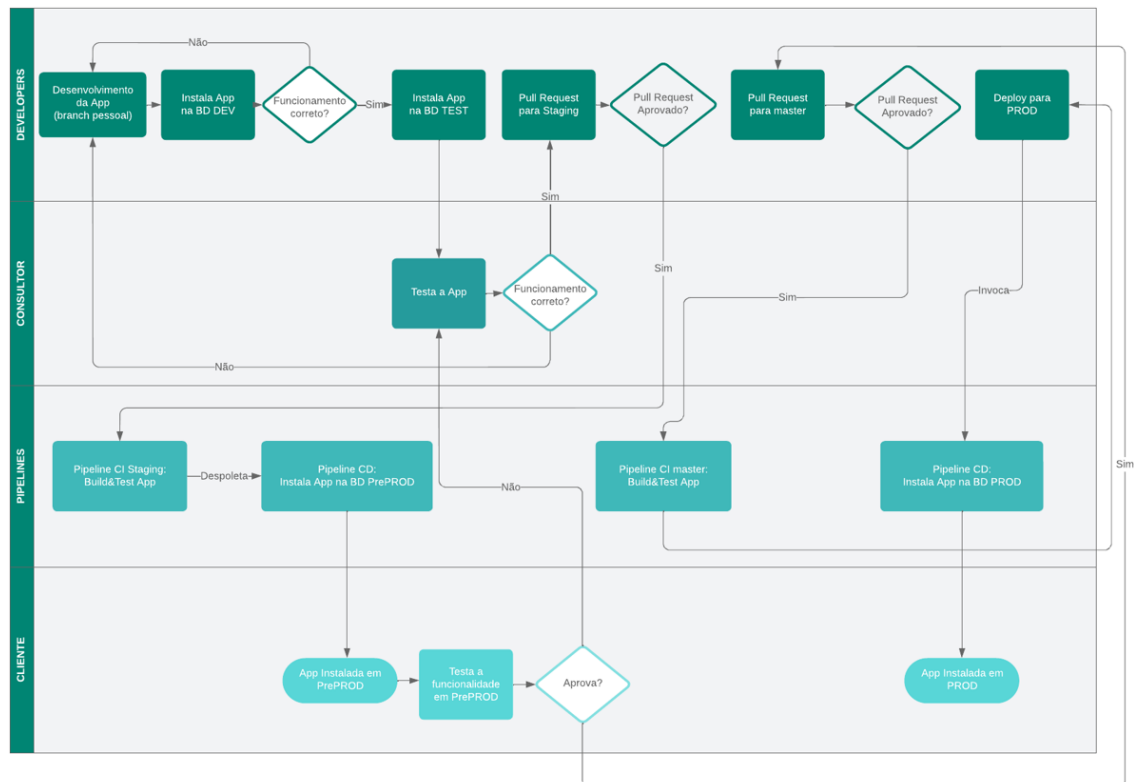 DEVELOPERS
Não
Desenvolvimento
da App
(branch pessoal)
Instala App
na BD DEV
Funcionamento
correto?
Sim
Instala App
na BD TEST
Pull Request
para Staging
Pull Request
Aprovado?
Pull Request
para master
Pull Request
Aprovado?
Deploy para
PROD
CONSULTOR
Sim
Testa a App
Funcionamento
correto?
Sim
Sim
Invoca
Não
PIPELINES
Pipeline CI Staging:
Build&Test App
Despoleta
Pipeline CD:
Instala App na BD PrePROD
Não
Pipeline CI master:
Build&Test App
Pipeline CD:
Instala App na BD PROD
Sim
CLIENTE
App Instalada em
PrePROD
Testa a
funcionalidade
em PrePROD
Aprova?
App Instalada em
PROD